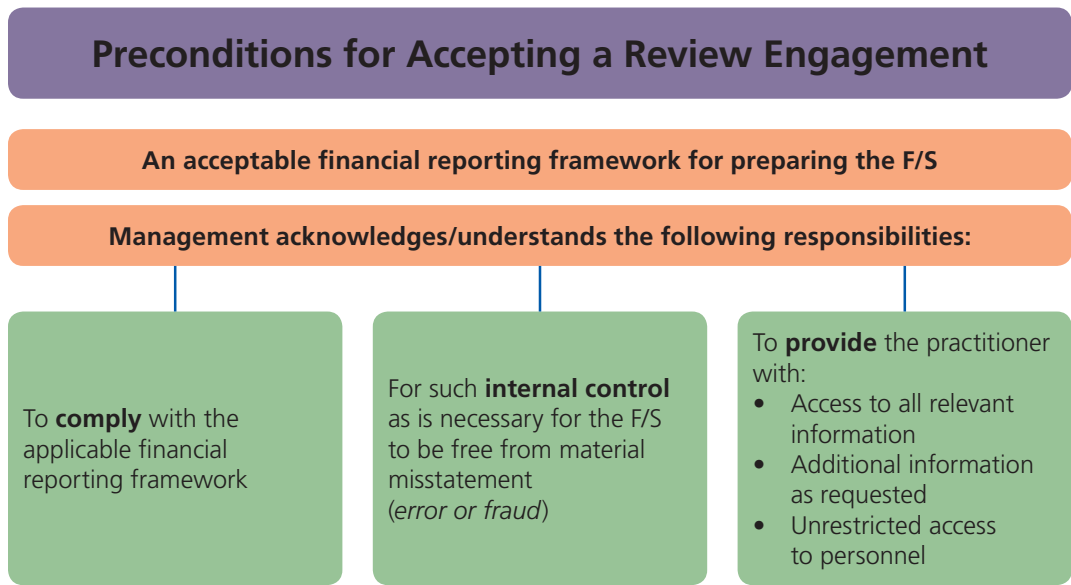 Preconditions for Accepting a Review Engagement
An acceptable financial reporting framework for preparing the F/S
Management acknowledges/understands the following responsibilities:
To comply with the
applicable financial
reporting framework
For such internal control
as is necessary for the F/S
to be free from material
misstatement
(error or fraud)
To provide the practitioner
with:
• Access to all relevant
information
• Additional information
as requested
• Unrestricted access
to personnel